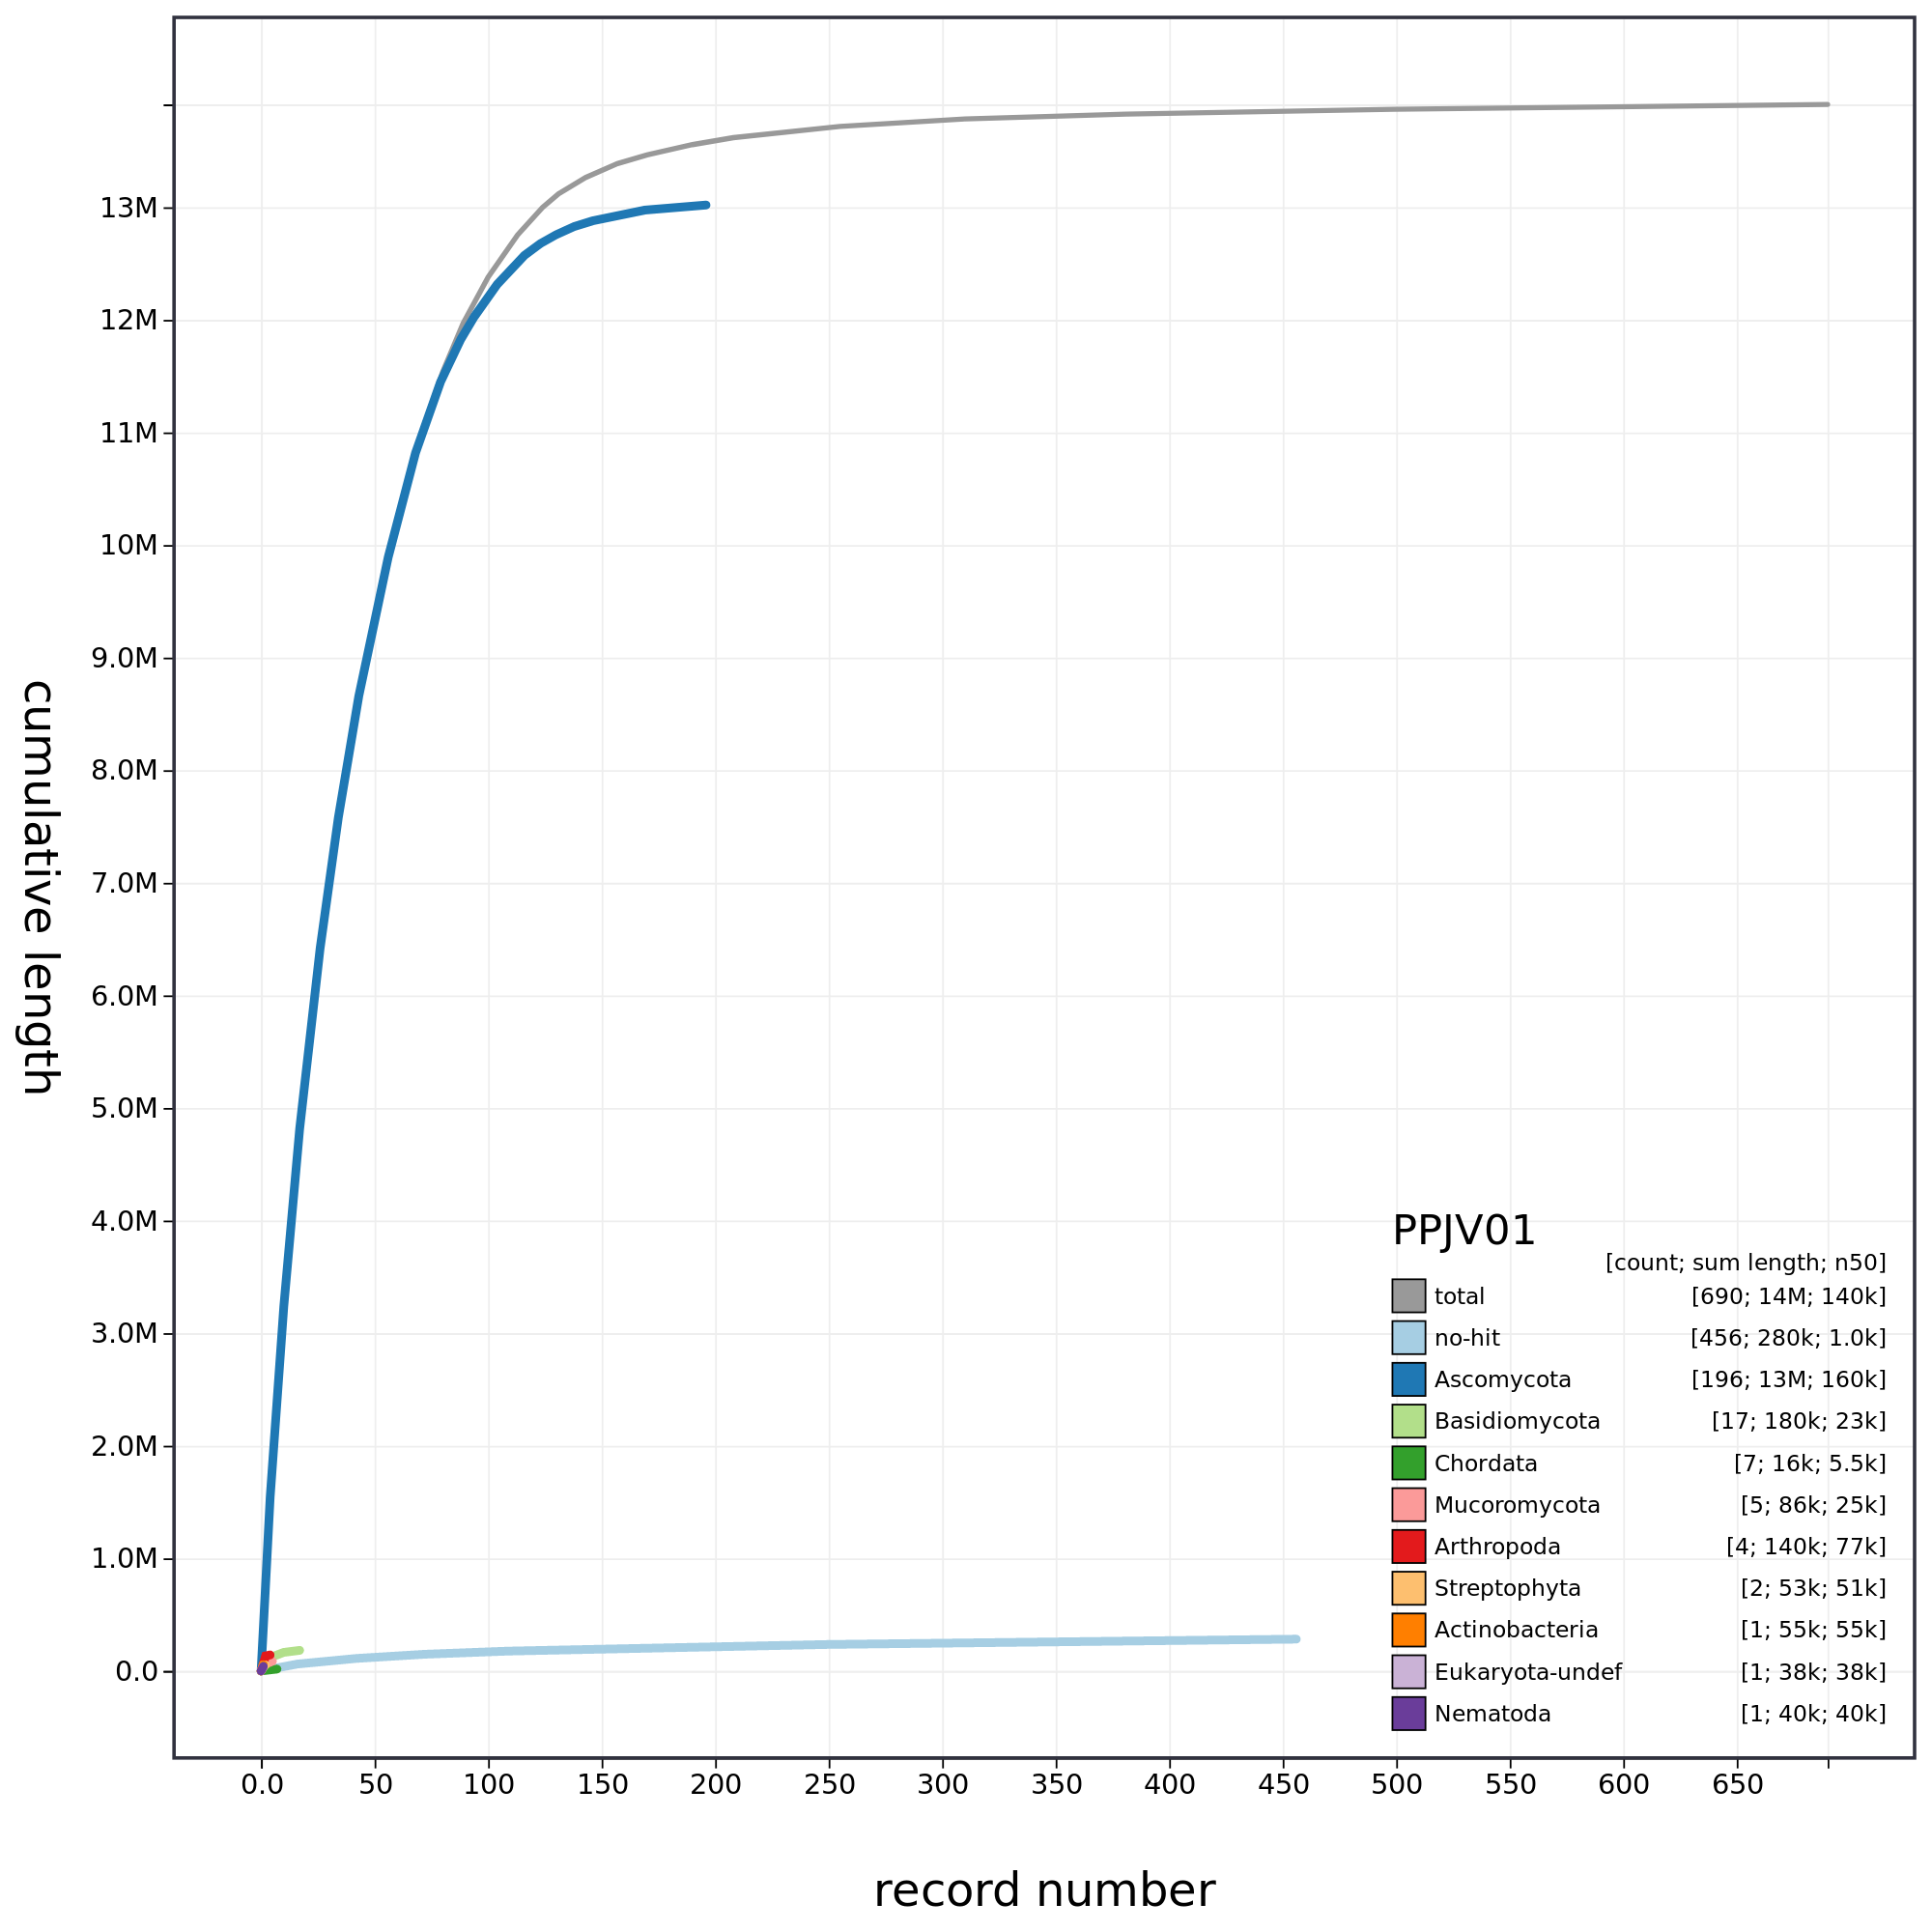 cumulative length
13M
12M
11M
10M
9.0M
8.0M
7.0M
6.0M
5.0M
4.0M
3.0M
2.0M
1.0M
0.0
PPJV01
[count; sum length; n50]
total [690; 14M; 140k]
no-hit [456; 280k; 1.0k]
Ascomycota [196; 13M; 160k]
Basidiomycota [17; 180k; 23k]
Chordata [7; 16k; 5.5k]
Mucoromycota [5; 86k; 25k]
Arthropoda [4; 140k; 77k]
Streptophyta [2; 53k; 51k]
Actinobacteria [1; 55k; 55k]
Eukaryota-undef [1; 38k; 38k]
Nematoda [1; 40k; 40k]
0.0 50 100 150 200 250 300 350 400 450 500 550 600 650
record number